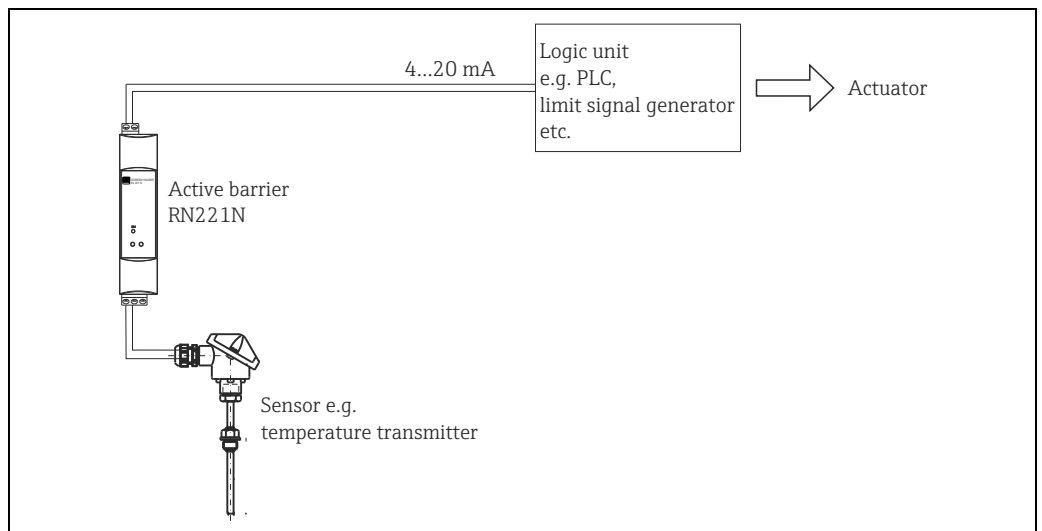 4...20 mA
Logic unit
e.g. PLC,
limit signal generator
etc.
Actuator
Active barrier
RN221N
Sensor e.g.
temperature transmitter